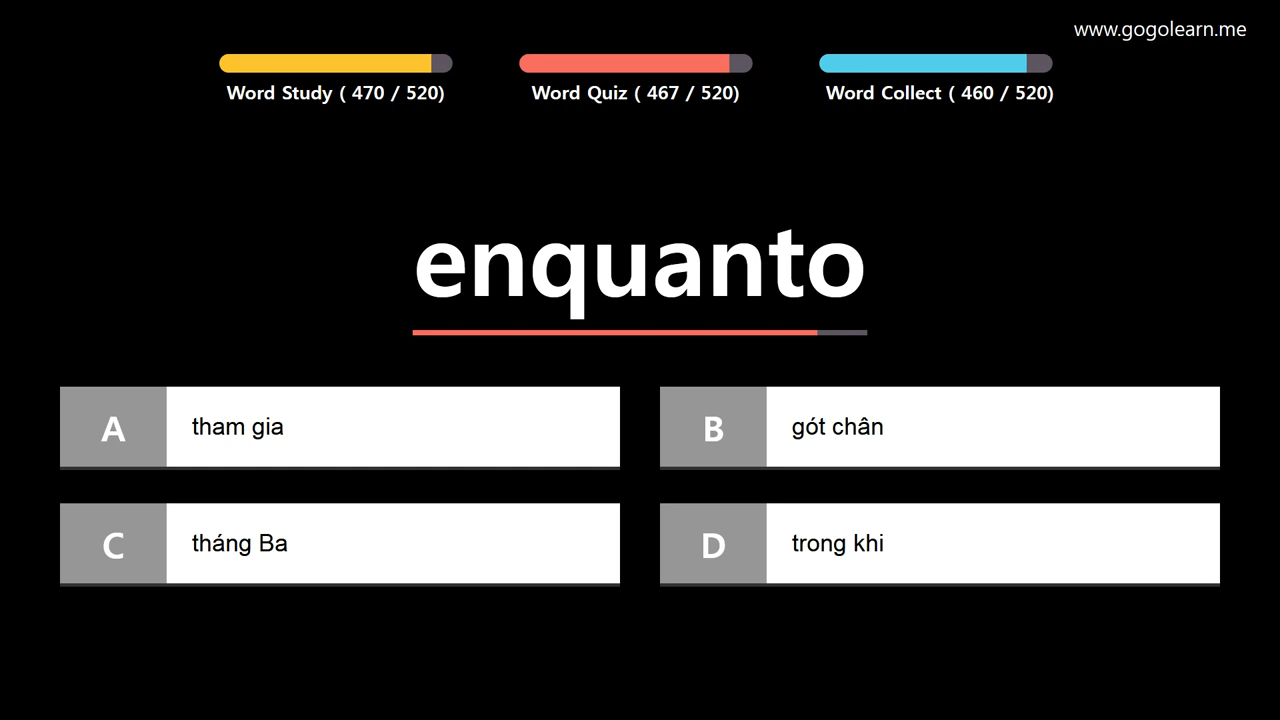 www.gogolearn.me
Word Study ( 470 / 520)
Word Quiz ( 467 / 520)
Word Collect ( 460 / 520)
enquanto
A tham gia
B gót chân
C tháng Ba
D trong khi